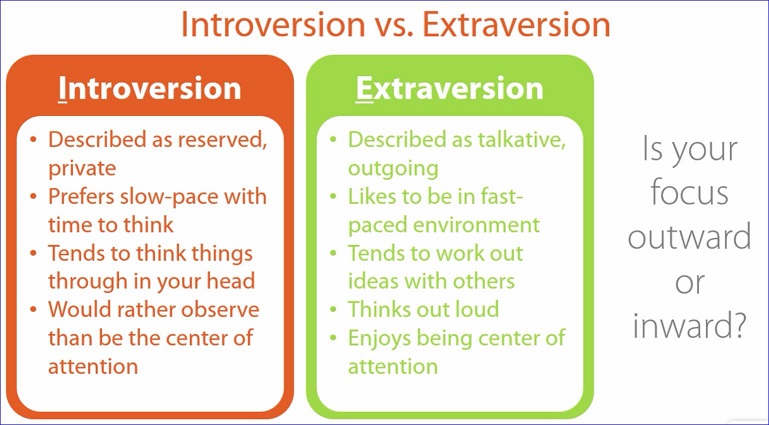 Introversion vs. Extraversion
Introversion
• Described as reserved,
private
• Prefers slow-pace with
time to think
• Tends to think things
through in your head
• Would rather observe
than be the center of
attention
Extraversion
• Described as talkative,
outgoing
• Likes to be in fast-
paced environment
• Tends to work out
ideas with others
• Thinks out loud
• Enjoys being center of
attention
Is your
focus
outward
or
inward?